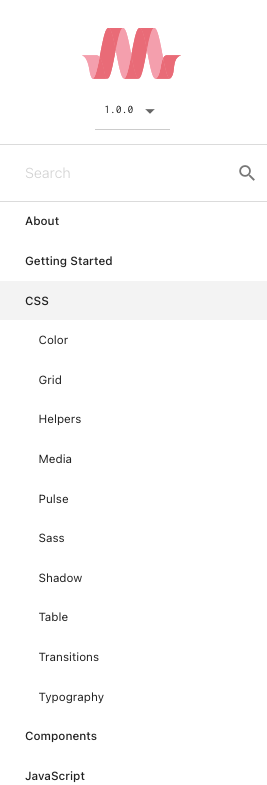 1.0.0
Search
About
Getting Started
CSS
Color
Grid
Helpers
Media
Pulse
Sass
Shadow
Table
Transitions
Typography
Components
JavaScript